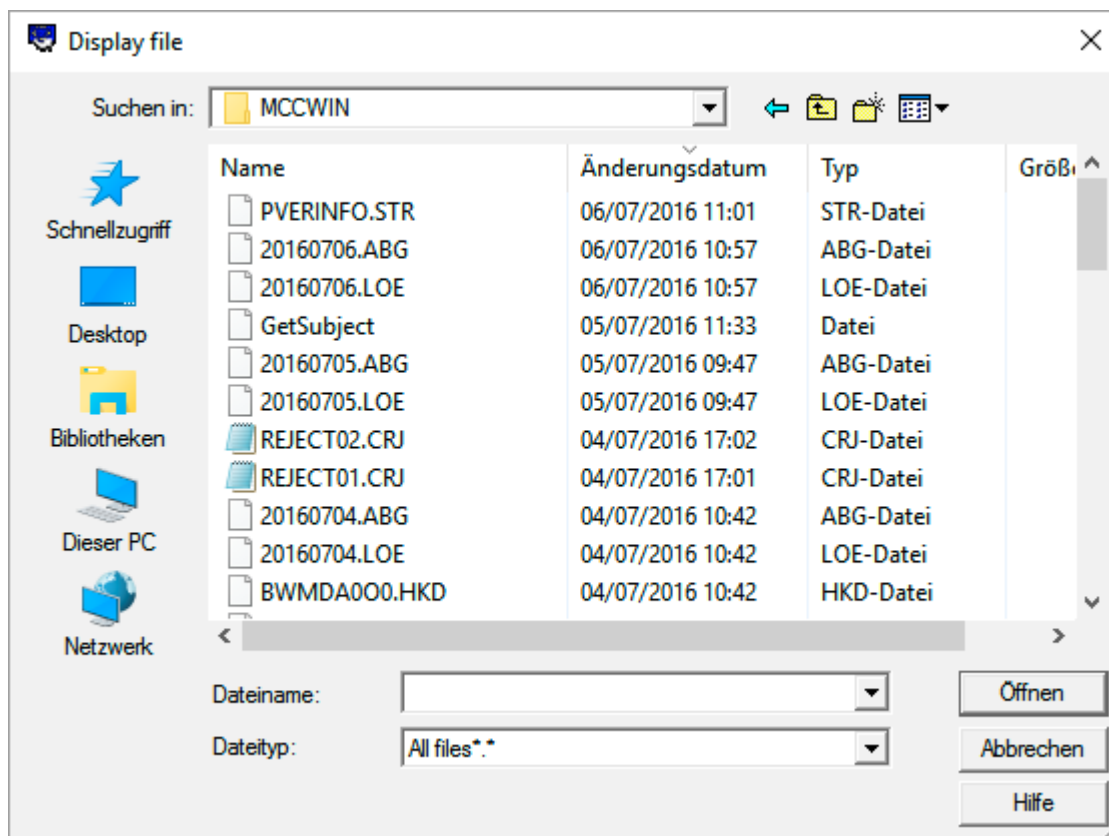 Display file
Suchen in: MCCWIN
Name Änderungsdatum Typ Größ
PVERINFO.STR 06/07/2016 11:01 STR-Datei
20160706.ABG 06/07/2016 10:57 ABG-Datei
20160706.LOE 06/07/2016 10:57 LOE-Datei
GetSubject 05/07/2016 11:33 Datei
20160705.ABG 05/07/2016 09:47 ABG-Datei
20160705.LOE 05/07/2016 09:47 LOE-Datei
REJECT02.CRJ 04/07/2016 17:02 CRJ-Datei
REJECT01.CRJ 04/07/2016 17:01 CRJ-Datei
20160704.ABG 04/07/2016 10:42 ABG-Datei
20160704.LOE 04/07/2016 10:42 LOE-Datei
BWMDA0O0.HKD 04/07/2016 10:42 HKD-Datei
Schnellzugriff
Desktop
Bibliotheken
Dieser PC
Netzwerk
Dateiname:
Öffnen
Dateityp: All files*.*
Abbrechen
Hilfe